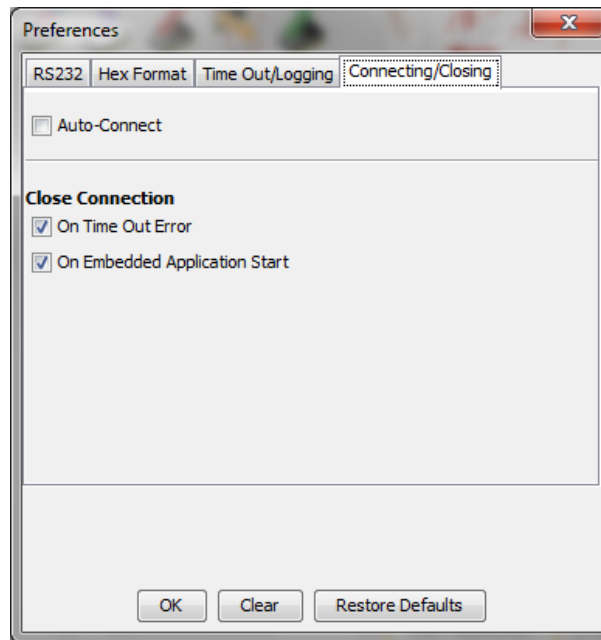 Preferences
RS232 Hex Format Time Out/Logging Connecting/Closing
Auto-Connect
Close Connection
On Time Out Error
On Embedded Application Start
OK Clear Restore Defaults